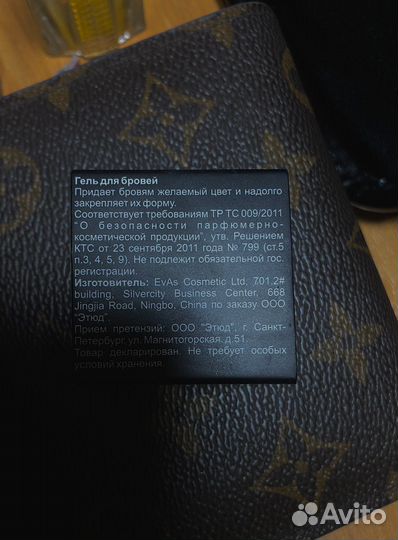 Гель для бровей
Придает бровям желаемый цвет и надолго
закрепляет их форму.
Соответствует требованиям ТР ТС 009/2011
"О безопасности парфюмерно-
косметической продукции", утв. Решением
КТС от 23 сентября 2011 года № 799 (ст.5
п.3, 4, 5, 9). Не подлежит обязательной гос.
регистрации.
Изготовитель: EvAs Cosmetic Ltd, 701.2#
building, Silvercity Business Center, 668
Jingjia Road, Ningbo, China по заказу ООО
"Этюд".
Прием претензий: ООО "Этюд", г. Санкт-
Петербург, ул. Магнитогорская, д.51.
Товар декларирован. Не требует особых
условий хранения.
Avito